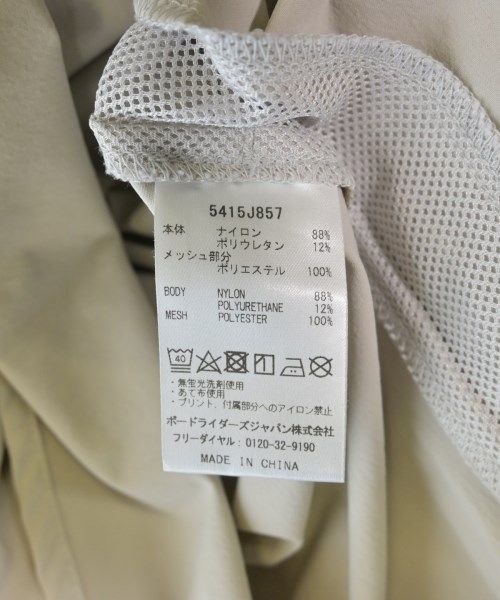 5415J857
本体 ナイロン 88%
ポリウレタン 12%
メッシュ部分
ポリエステル 100%
BODY NYLON 88%
POLYURETHANE 12%
MESH POLYESTER 100%
40
・無蛍光洗剤使用
・あて布使用
・プリント、付属部分へのアイロン禁止
ボードライダーズジャパン株式会社
フリーダイヤル：0120-32-9190
MADE IN CHINA